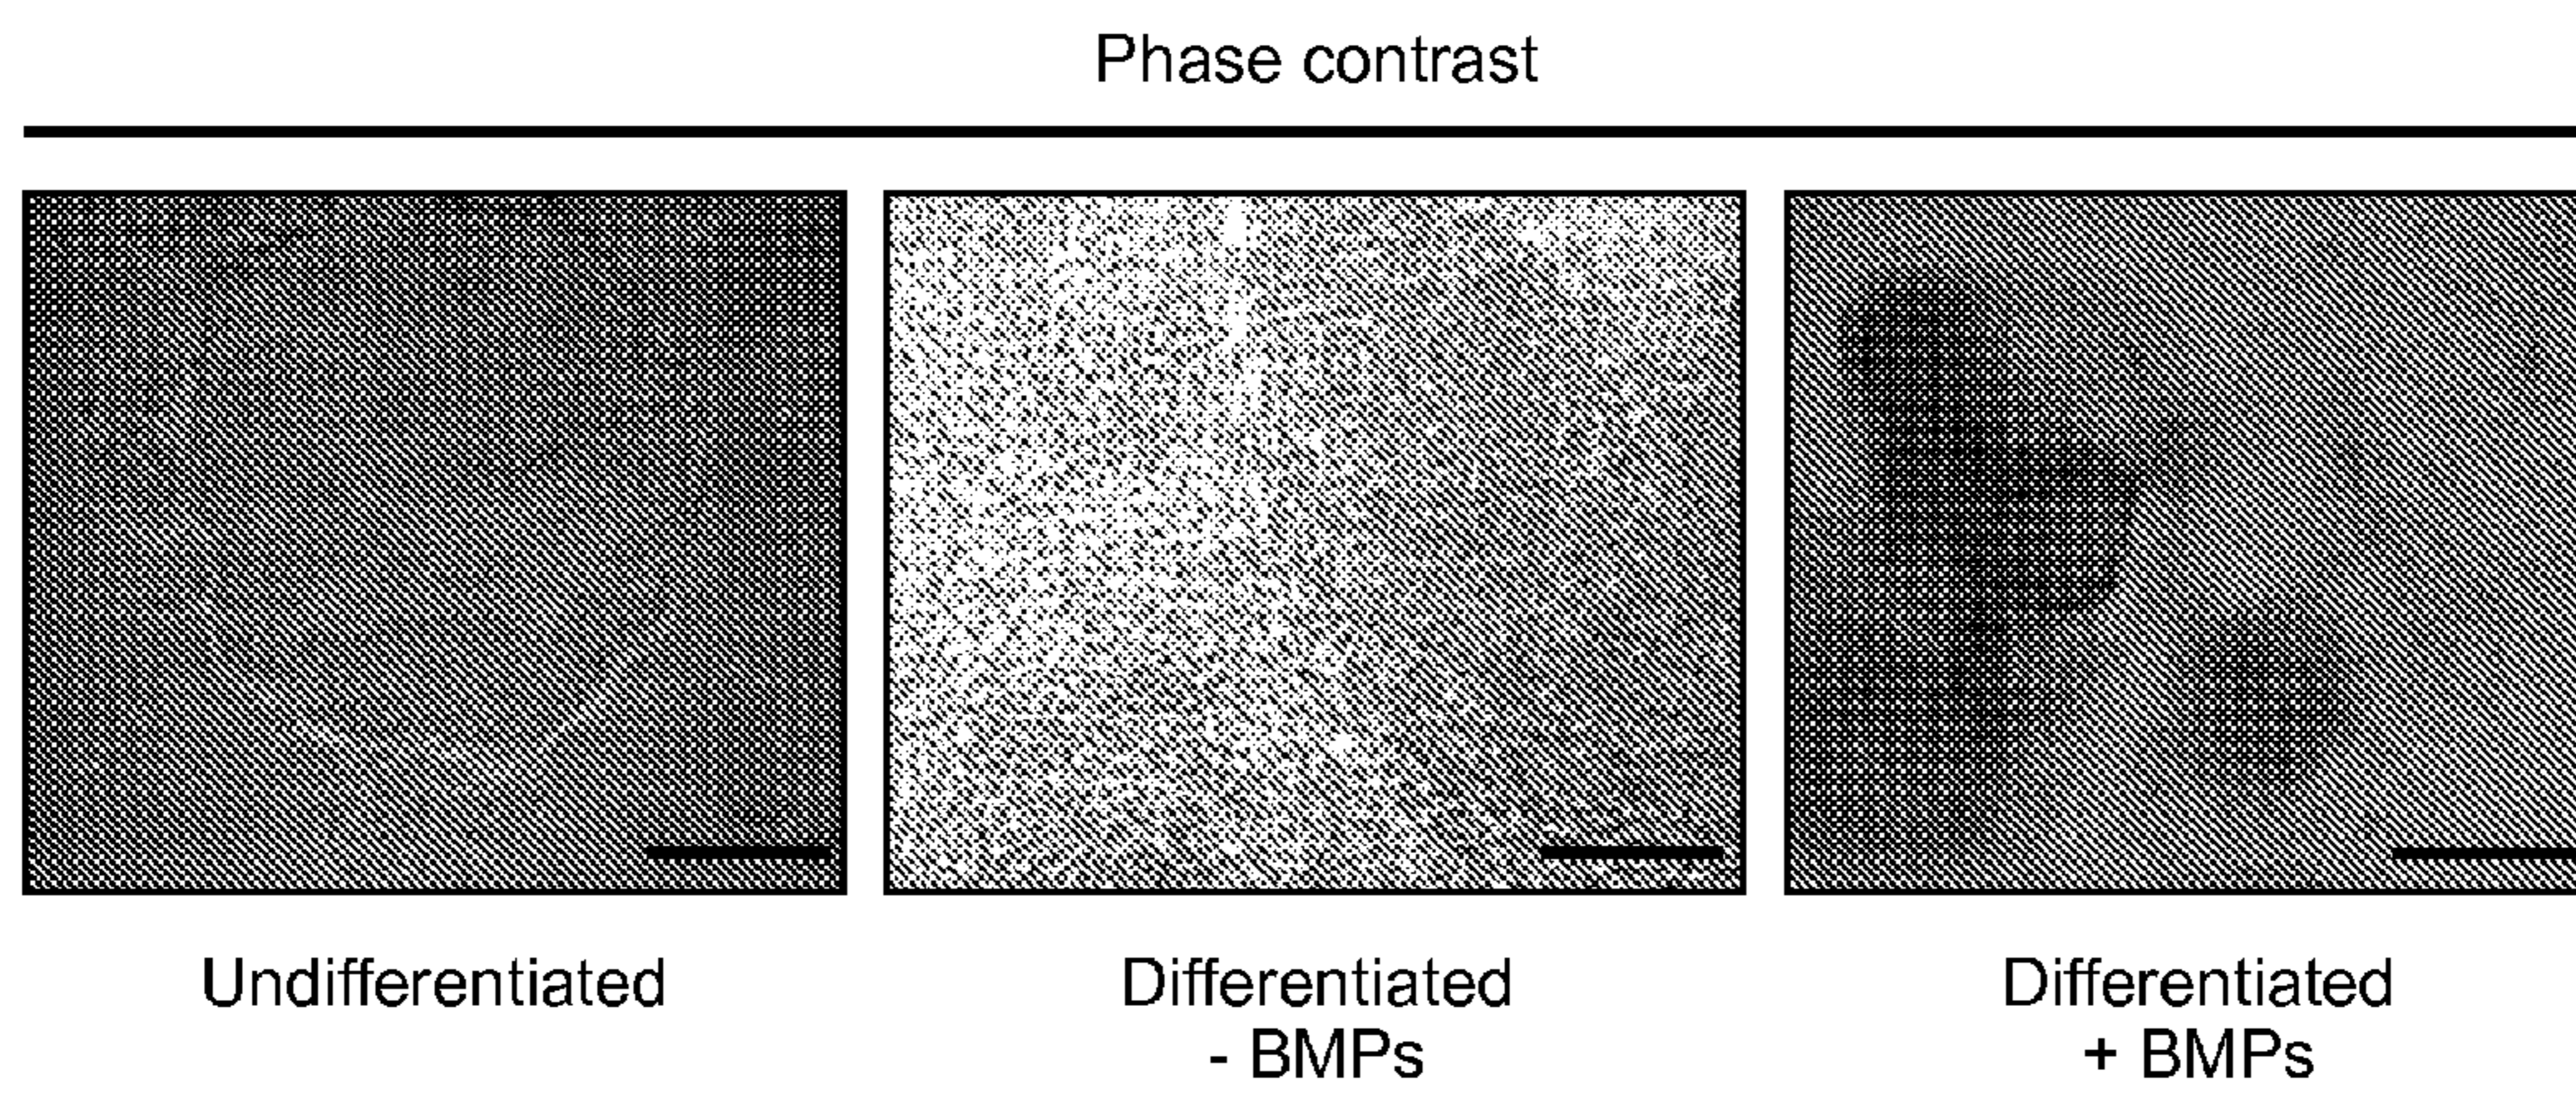 Phase contrast
Undifferentiated
Differentiated
- BMPs
Differentiated
+ BMPs